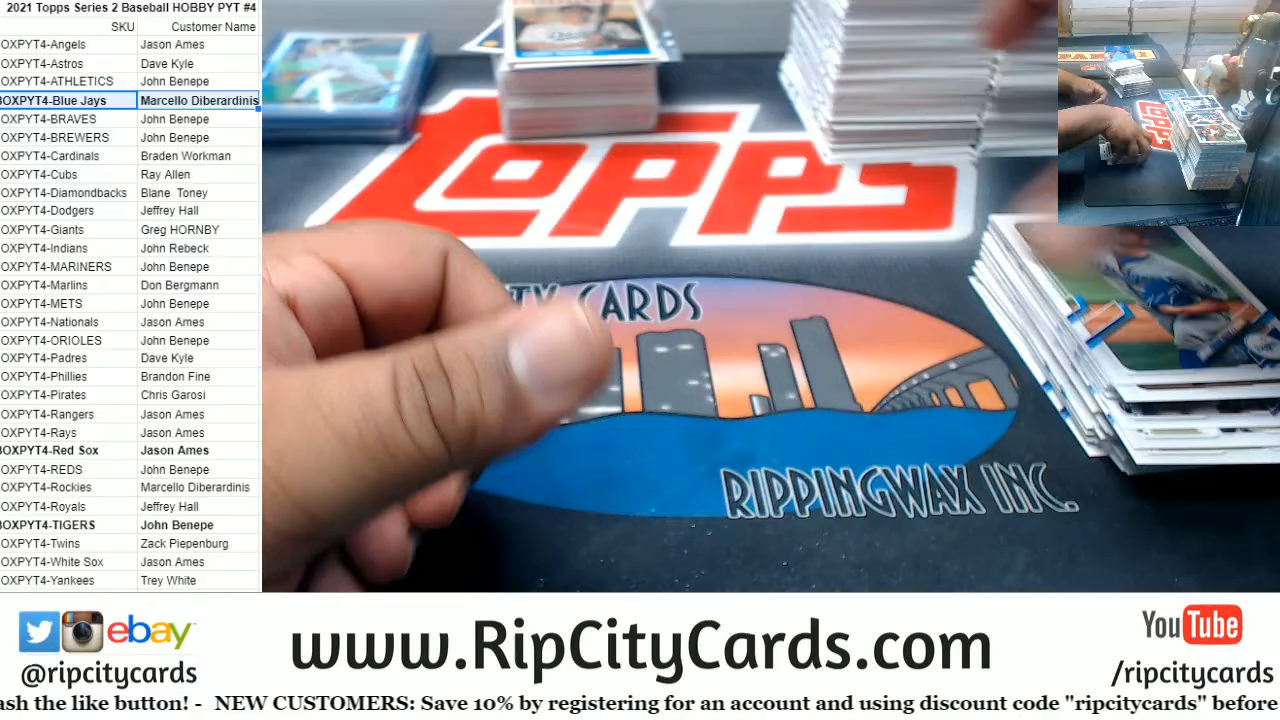 2021 Topps Series 2 Baseball HOBBY PYT #4
SKU Customer Name
OXPYT4-Angels Jason Ames
OXPYT4-Astros Dave Kyle
OXPYT4-ATHLETICS John Benepe
BOXPYT4-Blue Jays Marcello Diberardinis
OXPYT4-BRAVES John Benepe
OXPYT4-BREWERS John Benepe
OXPYT4-Cardinals Braden Workman
OXPYT4-Cubs Ray Allen
OXPYT4-Diamondbacks Blane Toney
OXPYT4-Dodgers Jeffrey Hall
OXPYT4-Giants Greg HORNBY
OXPYT4-Indians John Rebeck
OXPYT4-MARINERS John Benepe
OXPYT4-Marlins Don Bergmann
OXPYT4-METS John Benepe
OXPYT4-Nationals Jason Ames
OXPYT4-ORIOLES John Benepe
OXPYT4-Padres Dave Kyle
OXPYT4-Phillies Brandon Fine
OXPYT4-Pirates Chris Garosi
OXPYT4-Rangers Jason Ames
OXPYT4-Rays Jason Ames
BOXPYT4-Red Sox Jason Ames
OXPYT4-REDS John Benepe
OXPYT4-Rockies Marcello Diberardinis
OXPYT4-Royals Jeffrey Hall
BOXPYT4-TIGERS John Benepe
OXPYT4-Twins Zack Piepenburg
OXPYT4-White Sox Jason Ames
OXPYT4-Yankees Trey White
Topps
TY CARDS
RIPPINGWAX INC.
PANINI
Topps
ebay
@ripcitycards
www.RipCityCards.com
YouTube
/ripcitycards
ash the like button! - NEW CUSTOMERS: Save 10% by registering for an account and using discount code "ripcitycards" before